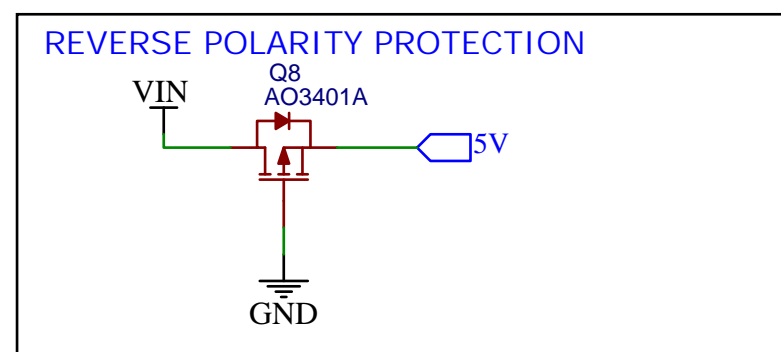 REVERSE POLARITY PROTECTION
Q8
AO3401A
VIN
5V
GND